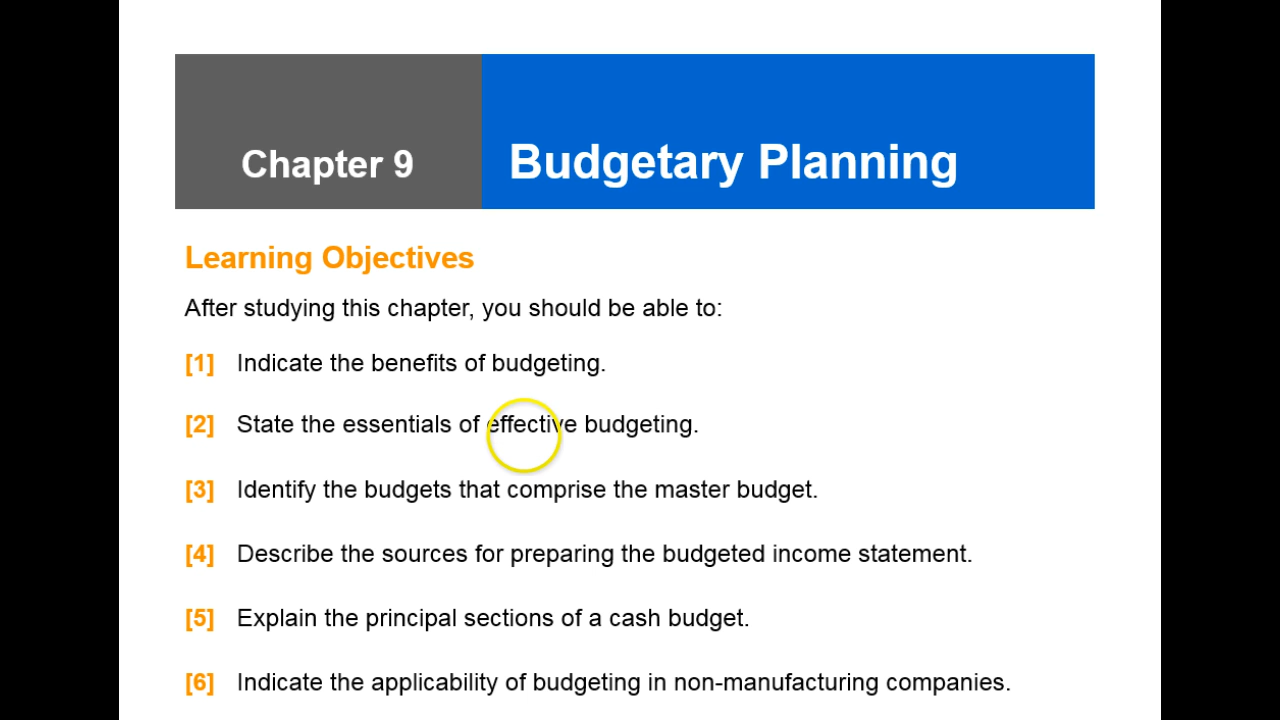 Chapter 9
Budgetary Planning
Learning Objectives
After studying this chapter, you should be able to:
[1] Indicate the benefits of budgeting.
[2] State the essentials of effective budgeting.
[3] Identify the budgets that comprise the master budget.
[4] Describe the sources for preparing the budgeted income statement.
[5] Explain the principal sections of a cash budget.
[6] Indicate the applicability of budgeting in non-manufacturing companies.